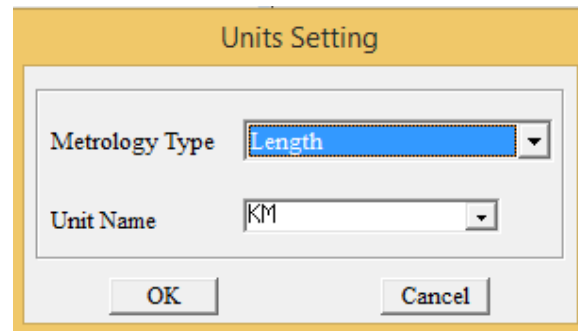 Units Setting
Metrology Type Length
Unit Name KM
OK Cancel